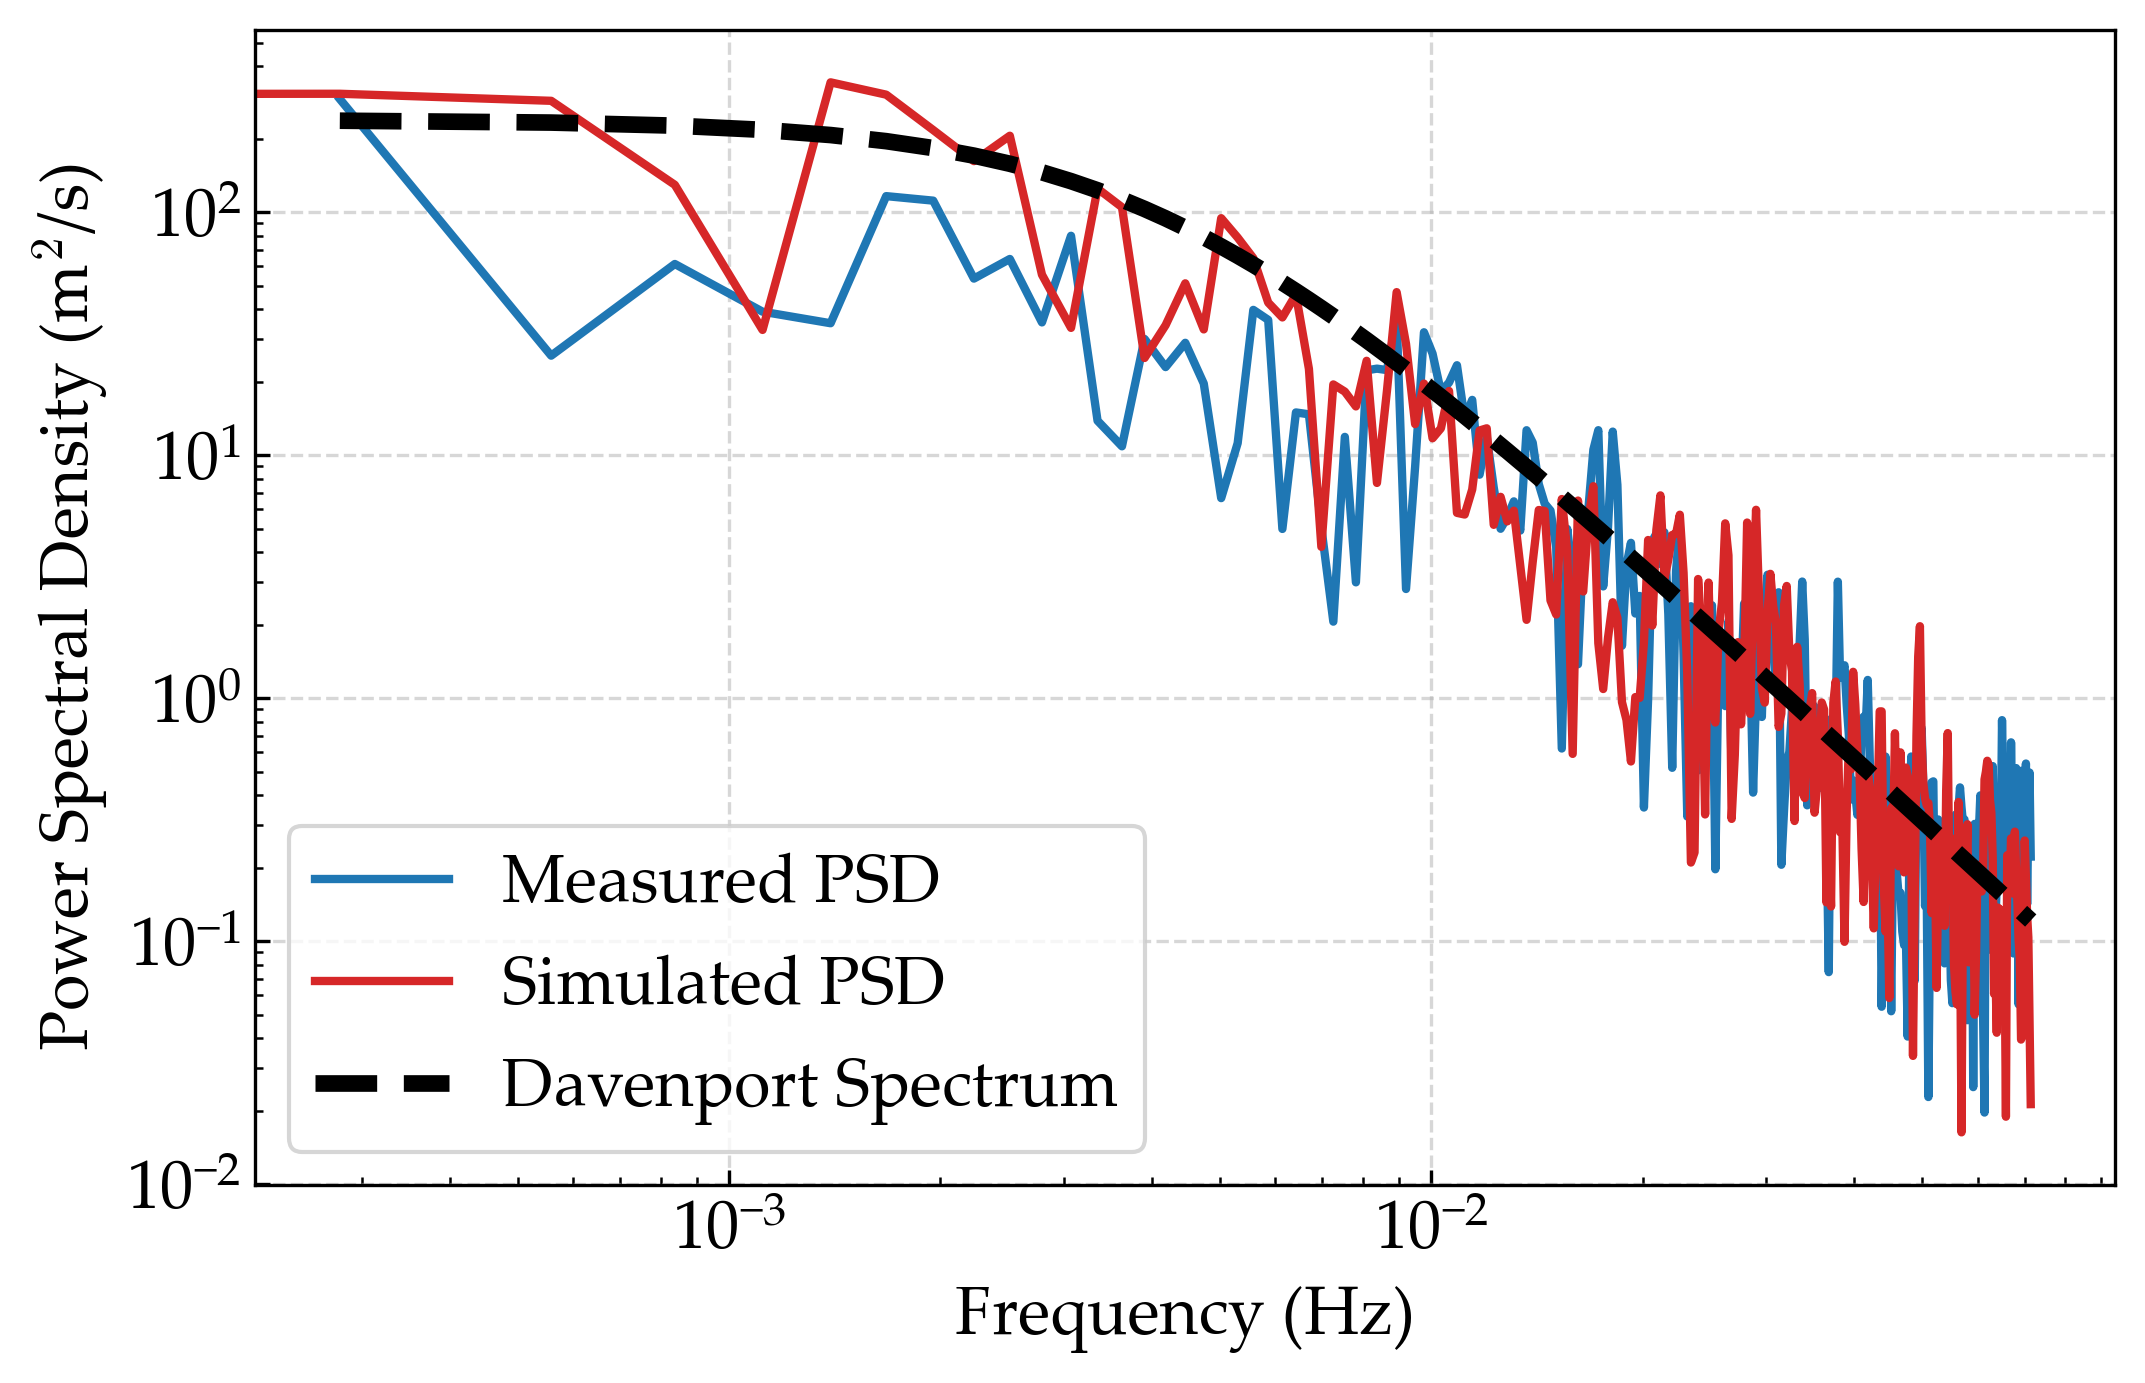 Power Spectral Density (m²/s)
10²
10¹
10⁰
10⁻¹
10⁻²
Measured PSD
Simulated PSD
Davenport Spectrum
10⁻³
10⁻²
Frequency (Hz)